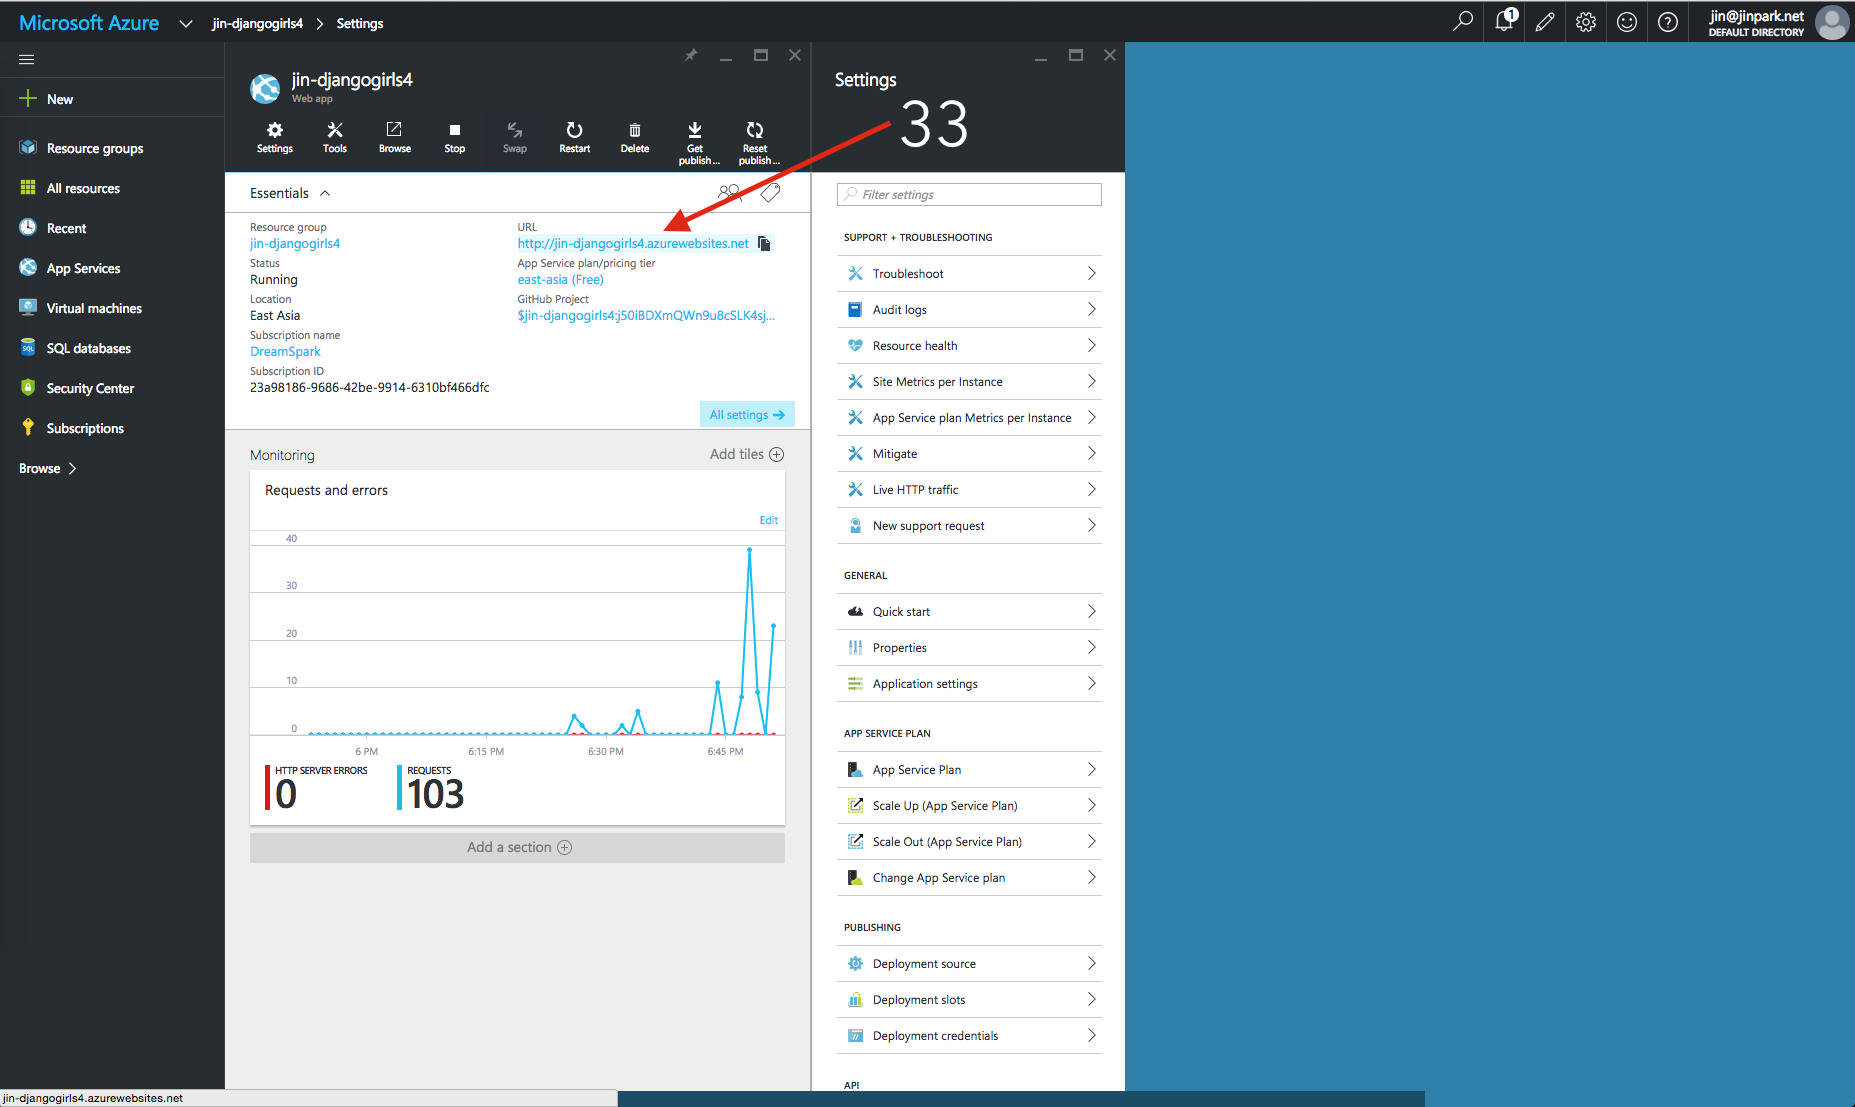 Microsoft Azure
jin-djangogirls4 > Settings
1
jin@jinpark.net
DEFAULT DIRECTORY
New
Resource groups
All resources
Recent
App Services
Virtual machines
SQL databases
Security Center
Subscriptions
Browse
jin-djangogirls4
Web app
Settings
Tools
Browse
Stop
Swap
Restart
Delete
Get publish ...
Reset publish ...
Essentials
Resource group
jin-djangogirls4
Status
Running
Location
East Asia
Subscription name
DreamSpark
Subscription ID
23a98186-9686-42be-9914-6310bf466dfc
URL
http://jin-djangogirls4.azurewebsites.net
App Service plan/pricing tier
east-asia (Free)
GitHub Project
$jin-djangogirls4:j50iBDXmQWn9u8cSLK4sj...
All settings
Monitoring
Add tiles
Requests and errors
Edit
40
30
20
10
0
6 PM
6:15 PM
6:30 PM
6:45 PM
HTTP SERVER ERRORS
0
REQUESTS
103
Add a section
Settings
33
Filter settings
SUPPORT + TROUBLESHOOTING
Troubleshoot
Audit logs
Resource health
Site Metrics per Instance
App Service plan Metrics per Instance
Mitigate
Live HTTP traffic
New support request
GENERAL
Quick start
Properties
Application settings
APP SERVICE PLAN
App Service Plan
Scale Up (App Service Plan)
Scale Out (App Service Plan)
Change App Service plan
PUBLISHING
Deployment source
Deployment slots
Deployment credentials
API
jin-djangogirls4.azurewebsites.net